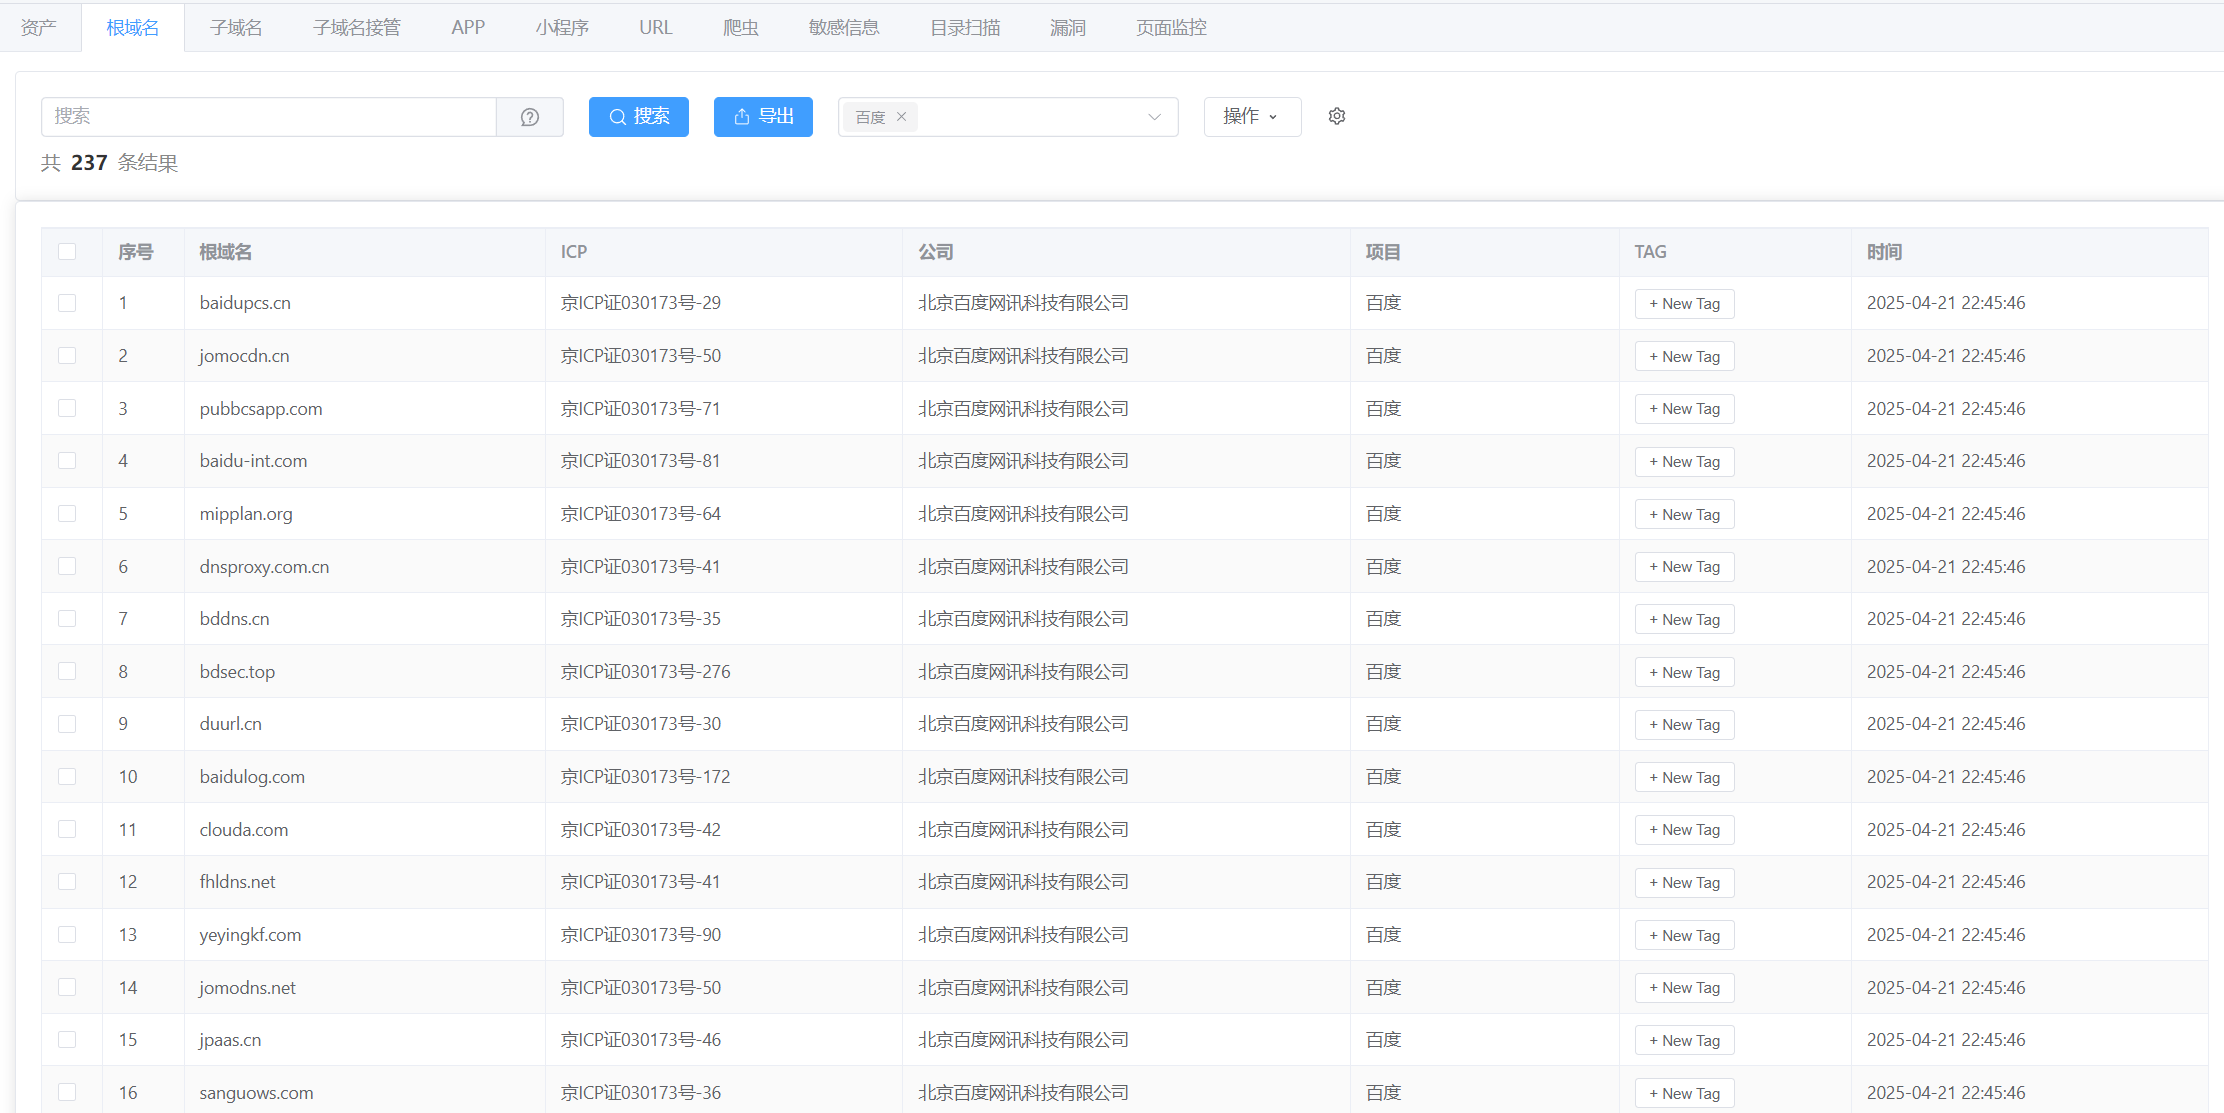 资产 根域名 子域名 子域名接管 APP 小程序 URL 爬虫 敏感信息 目录扫描 漏洞 页面监控
搜索 搜索 导出 百度 操作
共 237 条结果
序号 根域名 ICP 公司 项目 TAG 时间
1 baidupcs.cn 京ICP证030173号-29 北京百度网讯科技有限公司 百度 + New Tag 2025-04-21 22:45:46
2 jomocdn.cn 京ICP证030173号-50 北京百度网讯科技有限公司 百度 + New Tag 2025-04-21 22:45:46
3 pubbcsapp.com 京ICP证030173号-71 北京百度网讯科技有限公司 百度 + New Tag 2025-04-21 22:45:46
4 baidu-int.com 京ICP证030173号-81 北京百度网讯科技有限公司 百度 + New Tag 2025-04-21 22:45:46
5 mipplan.org 京ICP证030173号-64 北京百度网讯科技有限公司 百度 + New Tag 2025-04-21 22:45:46
6 dnsproxy.com.cn 京ICP证030173号-41 北京百度网讯科技有限公司 百度 + New Tag 2025-04-21 22:45:46
7 bddns.cn 京ICP证030173号-35 北京百度网讯科技有限公司 百度 + New Tag 2025-04-21 22:45:46
8 bdsec.top 京ICP证030173号-276 北京百度网讯科技有限公司 百度 + New Tag 2025-04-21 22:45:46
9 duurl.cn 京ICP证030173号-30 北京百度网讯科技有限公司 百度 + New Tag 2025-04-21 22:45:46
10 baidulog.com 京ICP证030173号-172 北京百度网讯科技有限公司 百度 + New Tag 2025-04-21 22:45:46
11 clouda.com 京ICP证030173号-42 北京百度网讯科技有限公司 百度 + New Tag 2025-04-21 22:45:46
12 fhldns.net 京ICP证030173号-41 北京百度网讯科技有限公司 百度 + New Tag 2025-04-21 22:45:46
13 yeyingkf.com 京ICP证030173号-90 北京百度网讯科技有限公司 百度 + New Tag 2025-04-21 22:45:46
14 jomodns.net 京ICP证030173号-50 北京百度网讯科技有限公司 百度 + New Tag 2025-04-21 22:45:46
15 jpaas.cn 京ICP证030173号-46 北京百度网讯科技有限公司 百度 + New Tag 2025-04-21 22:45:46
16 sanguows.com 京ICP证030173号-36 北京百度网讯科技有限公司 百度 + New Tag 2025-04-21 22:45:46